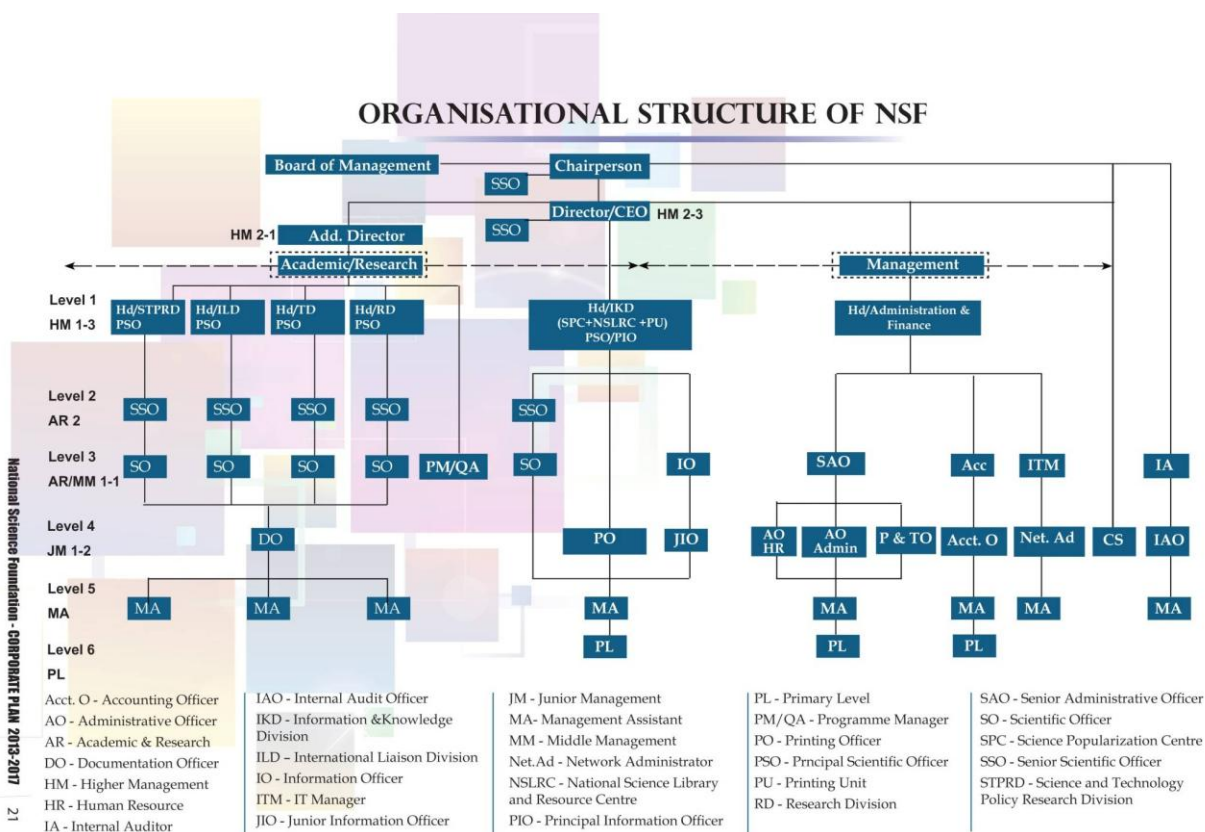 ORGANISATIONAL STRUCTURE OF NSF
Board of Management
Chairperson
SSO
Director/CEO
HM 2-3
SSO
HM 2-1
Add. Director
Academic/Research
Management
Level 1
HM 1-3
Hd/STPRD
PSO
Hd/ILD
PSO
Hd/TD
PSO
Hd/RD
PSO
Hd/IKD
(SPC+NSLRC +PU)
PSO/PIO
Hd/Administration &
Finance
Level 2
AR 2
SSO
SSO
SSO
SSO
SSO
Level 3
AR/MM 1-1
SO
SO
SO
SO
PM/QA
SO
IO
SAO
Acc
ITM
IA
Level 4
JM 1-2
DO
PO
JIO
AO
HR
AO
Admin
P & TO
Acct. O
Net. Ad
CS
IAO
Level 5
MA
MA
MA
MA
MA
MA
MA
MA
MA
Level 6
PL
PL
PL
PL
Acct. O - Accounting Officer
AO - Administrative Officer
AR - Academic & Research
DO - Documentation Officer
HM - Higher Management
HR - Human Resource
IA - Internal Auditor
IAO - Internal Audit Officer
IKD - Information &Knowledge
Division
ILD – International Liaison Division
IO - Information Officer
ITM - IT Manager
JIO - Junior Information Officer
JM - Junior Management
MA- Management Assistant
MM - Middle Management
Net.Ad - Network Administrator
NSLRC - National Science Library
and Resource Centre
PIO - Principal Information Officer
PL - Primary Level
PM/QA - Programme Manager
PO - Printing Officer
PSO - Prncipal Scientific Officer
PU - Printing Unit
RD - Research Division
SAO - Senior Administrative Officer
SO - Scientific Officer
SPC - Science Popularization Centre
SSO - Senior Scientific Officer
STPRD - Science and Technology
Policy Research Division
National Science Foundation - CORPORATE PLAN 2013-2017 21